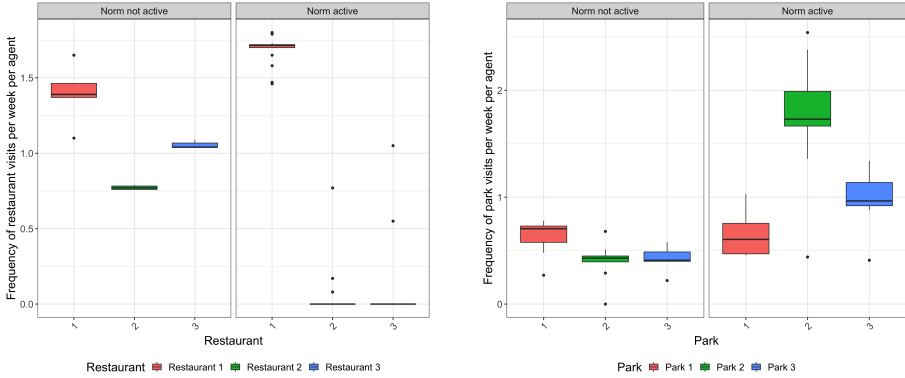 Norm not active
Norm active
Frequency of restaurant visits per week per agent
1.5
1.0
0.5
0.0
1
2
3
1
2
3
Restaurant
Restaurant Restaurant 1 Restaurant 2 Restaurant 3
Norm not active
Norm active
Frequency of park visits per week per agent
2
1
0
1
2
3
1
2
3
Park
Park Park 1 Park 2 Park 3